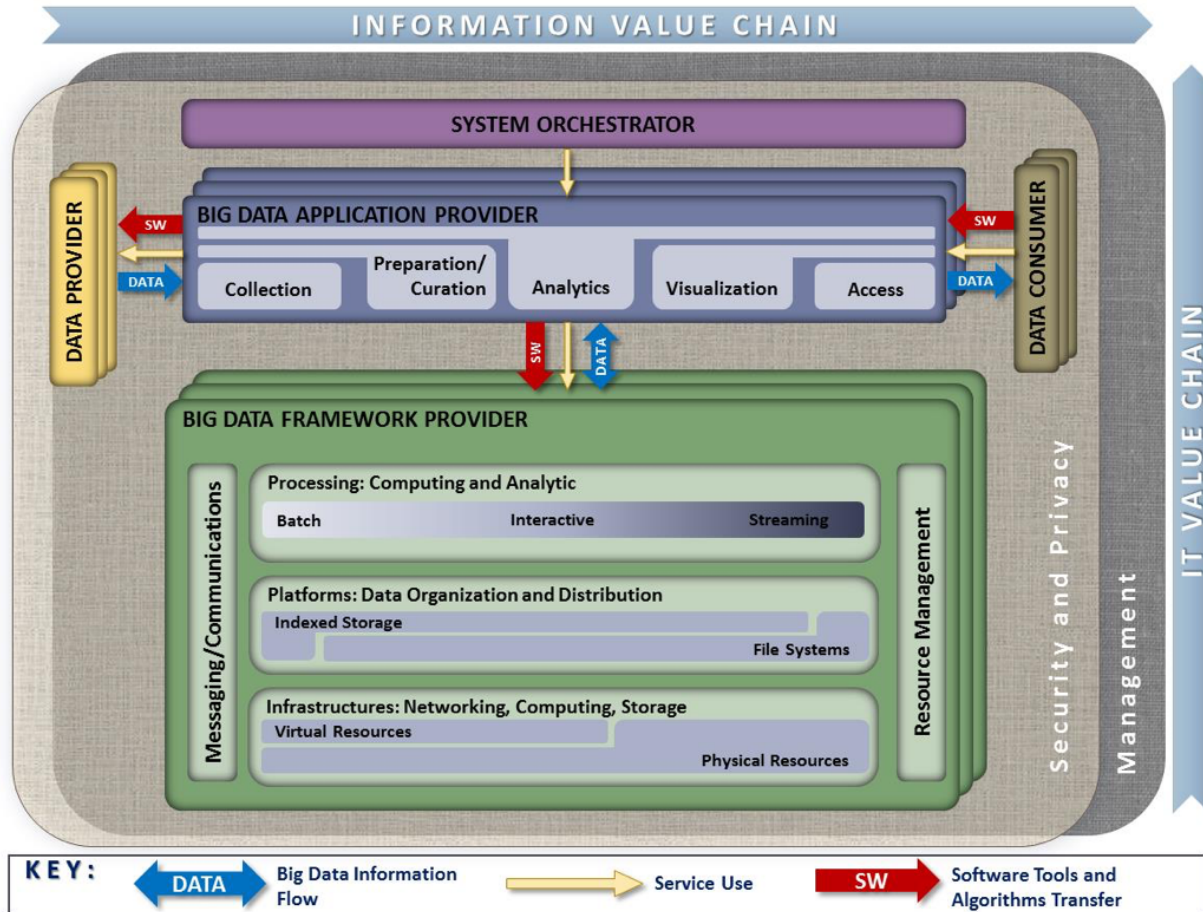 INFORMATION VALUE CHAIN
SYSTEM ORCHESTRATOR
DATA PROVIDER
SW
DATA
BIG DATA APPLICATION PROVIDER
Collection
Preparation/
Curation
Analytics
Visualization
Access
SW
DATA
DATA CONSUMER
SW
DATA
BIG DATA FRAMEWORK PROVIDER
Messaging/Communications
Processing: Computing and Analytic
Batch
Interactive
Streaming
Platforms: Data Organization and Distribution
Indexed Storage
File Systems
Infrastructures: Networking, Computing, Storage
Virtual Resources
Physical Resources
Resource Management
Security and Privacy
Management
IT VALUE CHAIN
KEY:
DATA
Big Data Information
Flow
Service Use
SW
Software Tools and
Algorithms Transfer